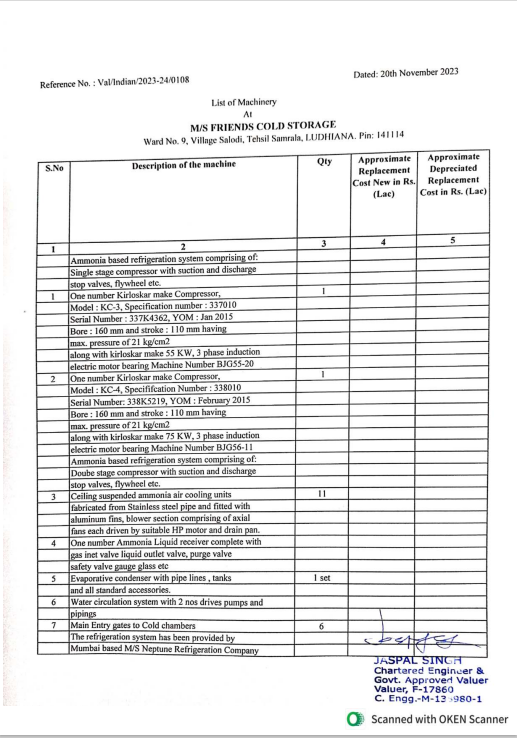 Reference No. : Val/Indian/2023-24/0108
Dated: 20th November 2023
List of Machinery
At
M/S FRIENDS COLD STORAGE
Ward No. 9, Village Salodi, Tehsil Samrala, LUDHIANA. Pin: 141114
S.No Description of the machine Qty Approximate Replacement Cost New in Rs. (Lac) Approximate Depreciated Replacement Cost in Rs. (Lac)
1 2 3 4 5
Ammonia based refrigeration system comprising of:
Single stage compressor with suction and discharge
stop valves, flywheel etc.
1 One number Kirloskar make Compressor, 1
Model : KC-3, Specification number : 337010
Serial Number : 337K4362, YOM : Jan 2015
Bore : 160 mm and stroke : 110 mm having
max. pressure of 21 kg/cm2
along with kirloskar make 55 KW, 3 phase induction
electric motor bearing Machine Number BJG55-20
2 One number Kirloskar make Compressor, 1
Model : KC-4, Specififcation Number : 338010
Serial Number: 338K5219, YOM : February 2015
Bore : 160 mm and stroke : 110 mm having
max. pressure of 21 kg/cm2
along with kirloskar make 75 KW, 3 phase induction
electric motor bearing Machine Number BJG56-11
Ammonia based refrigeration system comprising of:
Doube stage compressor with suction and discharge
stop valves, flywheel etc.
3 Ceiling suspended ammonia air cooling units 11
fabricated from Stainless steel pipe and fitted with
aluminum fins, blower section comprising of axial
fans each driven by suitable HP motor and drain pan.
4 One number Ammonia Liquid receiver complete with
gas inet valve liquid outlet valve, purge valve
safety valve gauge glass etc
5 Evaporative condenser with pipe lines , tanks 1 set
and all standard accessories.
6 Water circulation system with 2 nos drives pumps and
pipings
7 Main Entry gates to Cold chambers 6
The refrigeration system has been provided by
Mumbai based M/S Neptune Refrigeration Company
JASPAL SINGH
Chartered Engineer &
Govt. Approved Valuer
Valuer, F-17860
C. Engg.-M-13 980-1
Scanned with OKEN Scanner